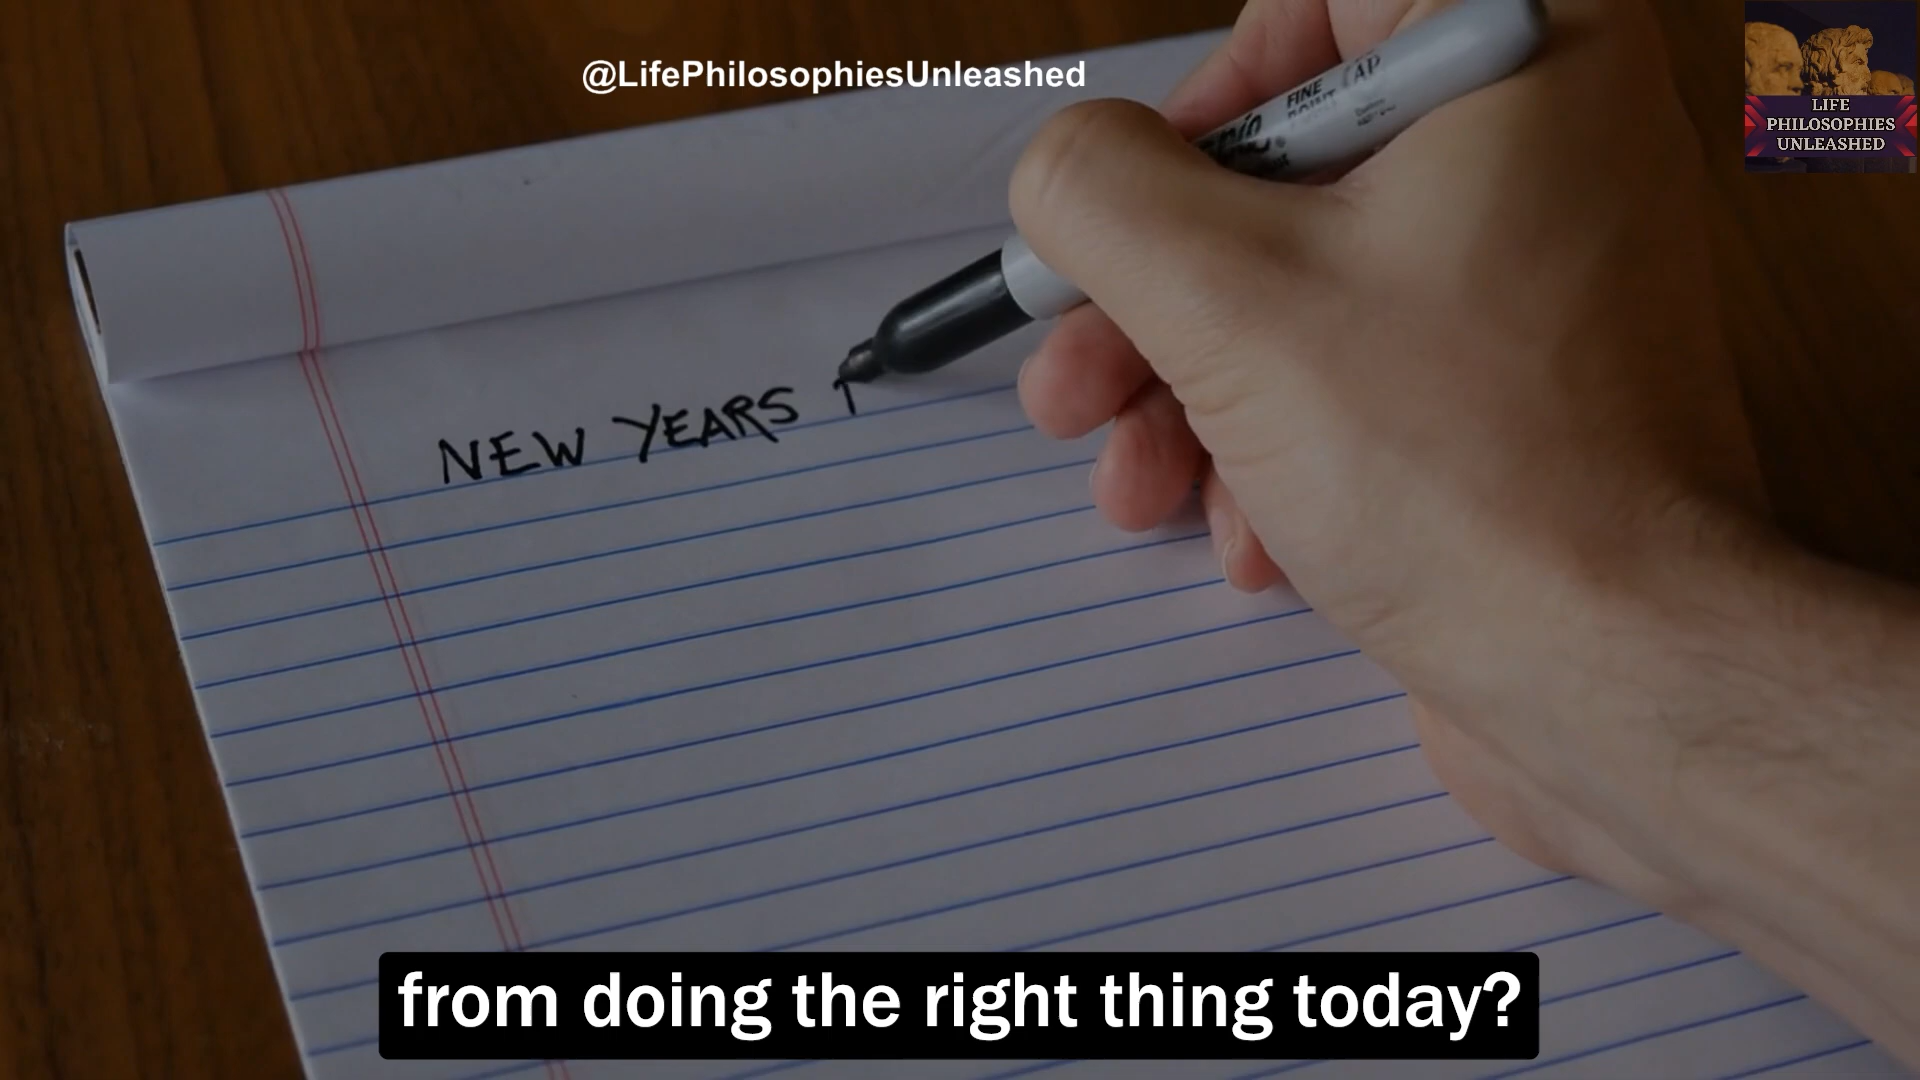 @LifePhilosophiesUnleashed
LIFE
PHILOSOPHIES
UNLEASHED
FINE
NEW YEARS
from doing the right thing today?